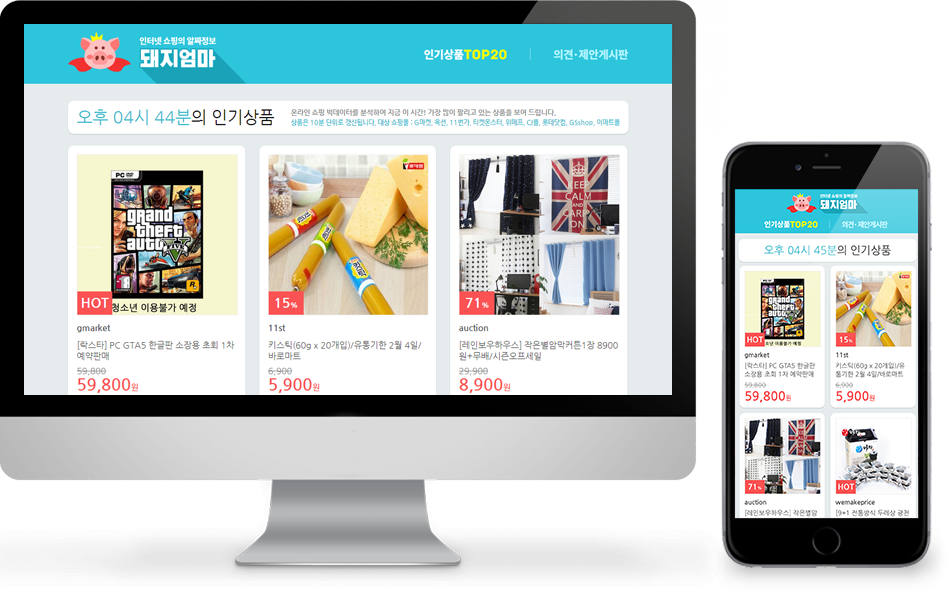 인터넷 쇼핑의 알짜정보
돼지엄마
인기상품TOP20
의견·제안게시판
오후 04시 44분의 인기상품
온라인 쇼핑 빅데이터를 분석하여 지금 이 시간! 가장 많이 팔리고 있는 상품을 보여 드립니다.
상품은 10분 단위로 갱신됩니다. 대상 쇼핑몰 : G마켓, 옥션, 11번가, 티켓몬스터, 위메프, CJ몰, 롯데닷컴, GSshop, 이마트몰
PC DVD
grand
theft
auto
V
HOT
청소년 이용불가 예정
gmarket
[락스타] PC GTA5 한글판 소장용 초회 1차
예약판매
59,800
59,800원
15%
11st
키스틱(60g x 20개입)/유통기한 2월 4일/
바로마트
6,900
5,900원
KEEP
CALM
AND
CARRY
ON
71%
auction
[레인보우하우스] 작은별암막커튼1장 8900
원+무배/시즌오프세일
29,900
8,900원
인터넷 쇼핑의 알짜정보
돼지엄마
인기상품TOP20
의견·제안게시판
오후 04시 45분의 인기상품
grand
theft
auto
HOT
소년 이용불가 예정
gmarket
[락스타] PC GTA5 한글판
소장용 초회 1차 예약판매
59,800
59,800원
15%
11st
키스틱(60g x 20개입)/유
통기한 2월 4일/바로마트
6,900
5,900원
71%
auction
[레인보우하우스] 작은별암
HOT
wemakeprice
[9+1 전통방식 두레상 광천